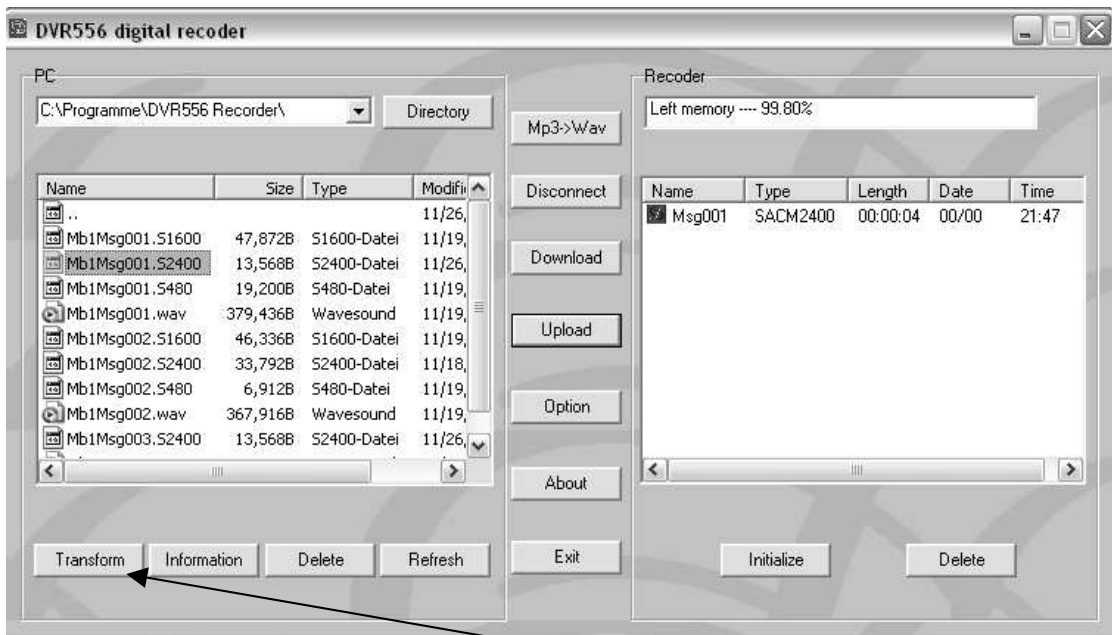 DVR556 digital recoder
PC
C:\Programme\DVR556 Recorder\
Directory
Name Size Type Modifi
.. 11/26,
Mb1Msg001.S1600 47,872B S1600-Datei 11/19,
Mb1Msg001.S2400 13,568B S2400-Datei 11/26,
Mb1Msg001.S480 19,200B S480-Datei 11/19,
Mb1Msg001.wav 379,436B Wavesound 11/19,
Mb1Msg002.S1600 46,336B S1600-Datei 11/19,
Mb1Msg002.S2400 33,792B S2400-Datei 11/18,
Mb1Msg002.S480 6,912B S480-Datei 11/19,
Mb1Msg002.wav 367,916B Wavesound 11/19,
Mb1Msg003.S2400 13,568B S2400-Datei 11/26,
Transform Information Delete Refresh
Mp3->Wav
Disconnect
Download
Upload
Option
About
Exit
Recoder
Left memory ---- 99.80%
Name Type Length Date Time
Msg001 SACM2400 00:00:04 00/00 21:47
Initialize Delete